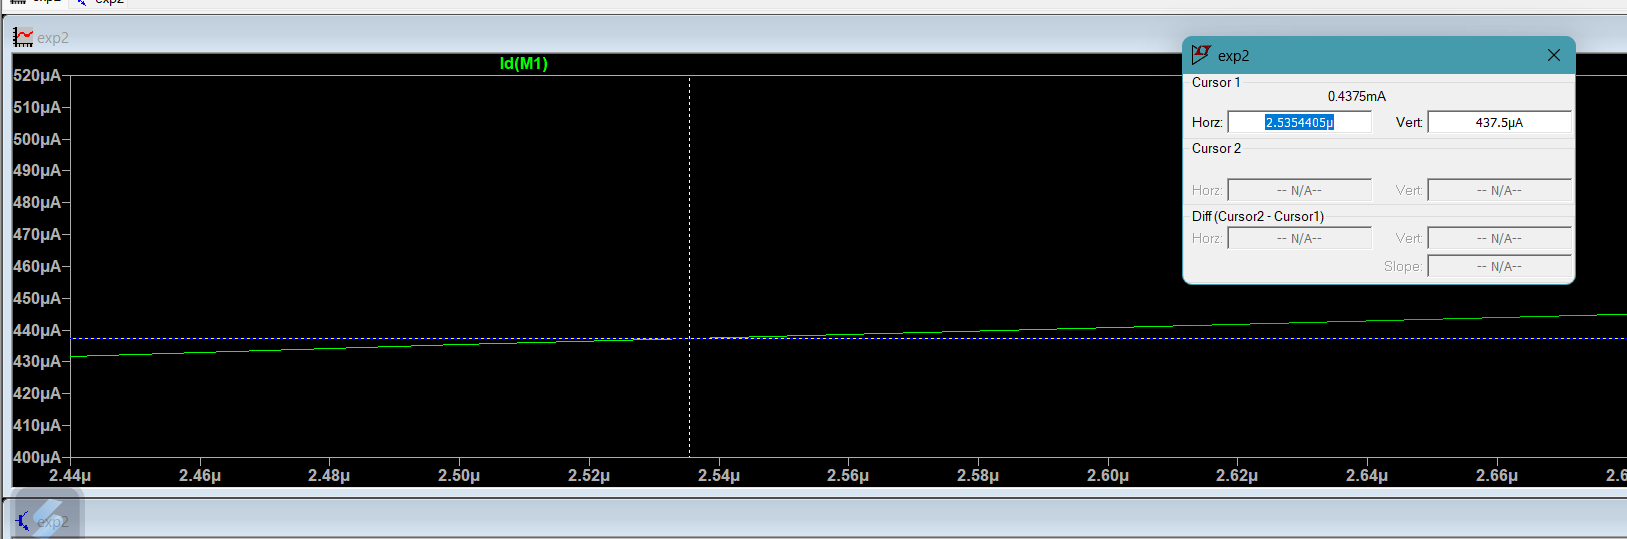 exp2 exp2
exp2
Id(M1)
520µA
510µA
500µA
490µA
480µA
470µA
460µA
450µA
440µA
430µA
420µA
410µA
400µA
2.44µ 2.46µ 2.48µ 2.50µ 2.52µ 2.54µ 2.56µ 2.58µ 2.60µ 2.62µ 2.64µ 2.66µ
exp2
Cursor 1
0.4375mA
Horz: 2.5354405µ Vert: 437.5µA
Cursor 2
Horz: -- N/A-- Vert: -- N/A--
Diff (Cursor2 - Cursor1)
Horz: -- N/A-- Vert: -- N/A--
Slope: -- N/A--
exp2